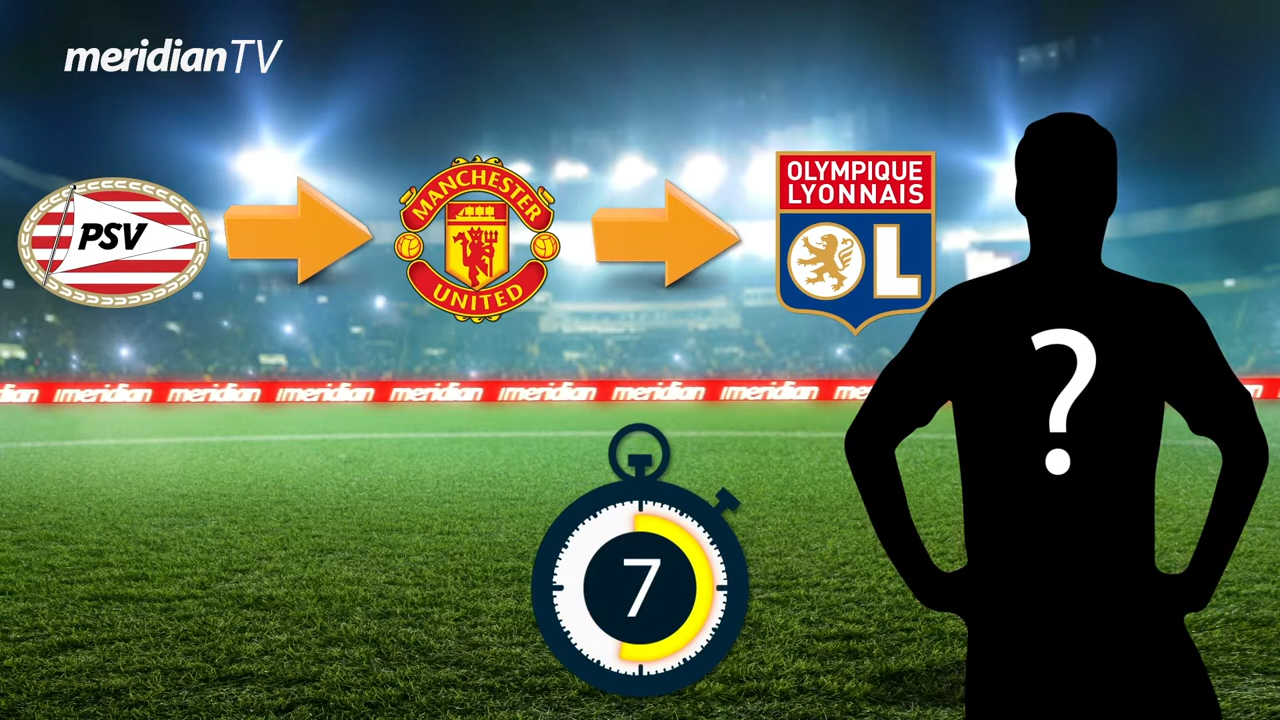 meridianTV
PSV
MANCHESTER
UNITED
OLYMPIQUE
LYONNAIS
OL
?
meridian meridian meridian meridian meridian meridian meridian
7